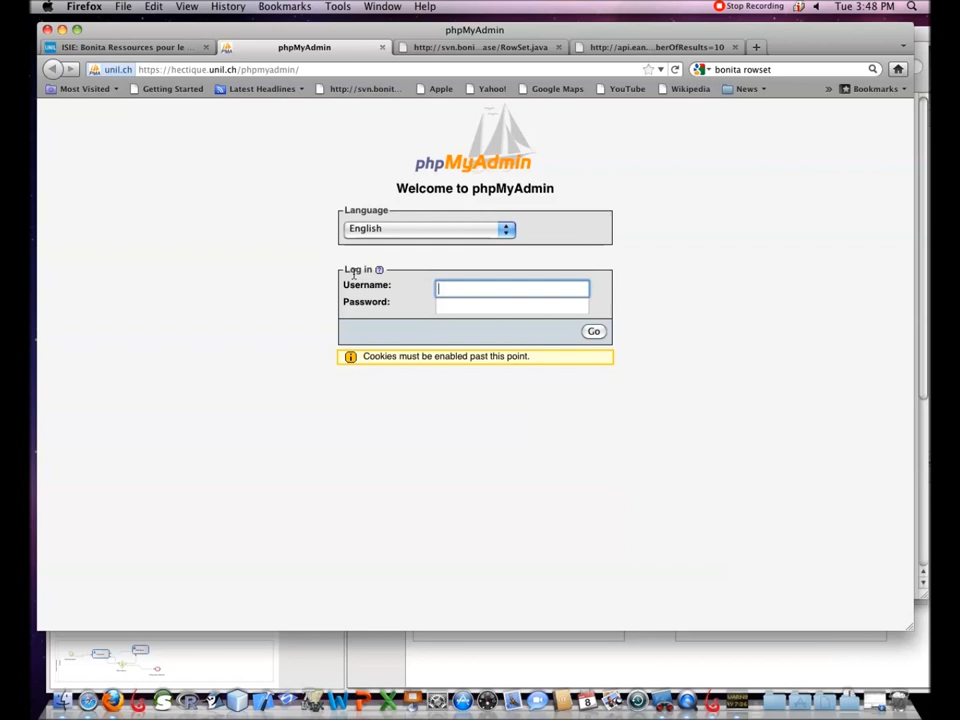 Firefox File Edit View History Bookmarks Tools Window Help Stop Recording Tue 3:48 PM
phpMyAdmin
ISIE: Bonita Ressources pour le ... phpMyAdmin http://svn.boni...ase/RowSet.java http://api.ean....berOfResults=10
unil.ch https://hectique.unil.ch/phpmyadmin/ bonita rowset
Most Visited Getting Started Latest Headlines http://svn.bonit... Apple Yahoo! Google Maps YouTube Wikipedia News » Bookmarks
phpMyAdmin
Welcome to phpMyAdmin
Language
English
Log in
Username:
Password:
Go
Cookies must be enabled past this point.